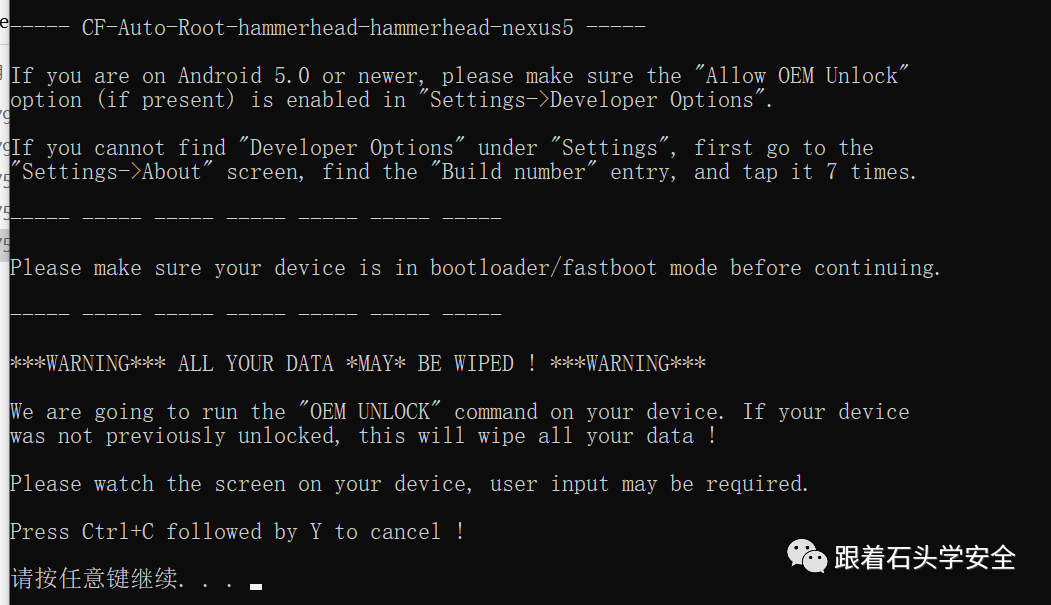 ----- CF-Auto-Root-hammerhead-hammerhead-nexus5 -----
If you are on Android 5.0 or newer, please make sure the "Allow OEM Unlock"
option (if present) is enabled in "Settings->Developer Options".
If you cannot find "Developer Options" under "Settings", first go to the
"Settings->About" screen, find the "Build number" entry, and tap it 7 times.
----- ----- ----- ----- ----- ----- -----
Please make sure your device is in bootloader/fastboot mode before continuing.
----- ----- ----- ----- ----- ----- -----
***WARNING*** ALL YOUR DATA *MAY* BE WIPED ! ***WARNING***
We are going to run the "OEM UNLOCK" command on your device. If your device
was not previously unlocked, this will wipe all your data !
Please watch the screen on your device, user input may be required.
Press Ctrl+C followed by Y to cancel !
请按任意键继续. . .
跟着石头学安全